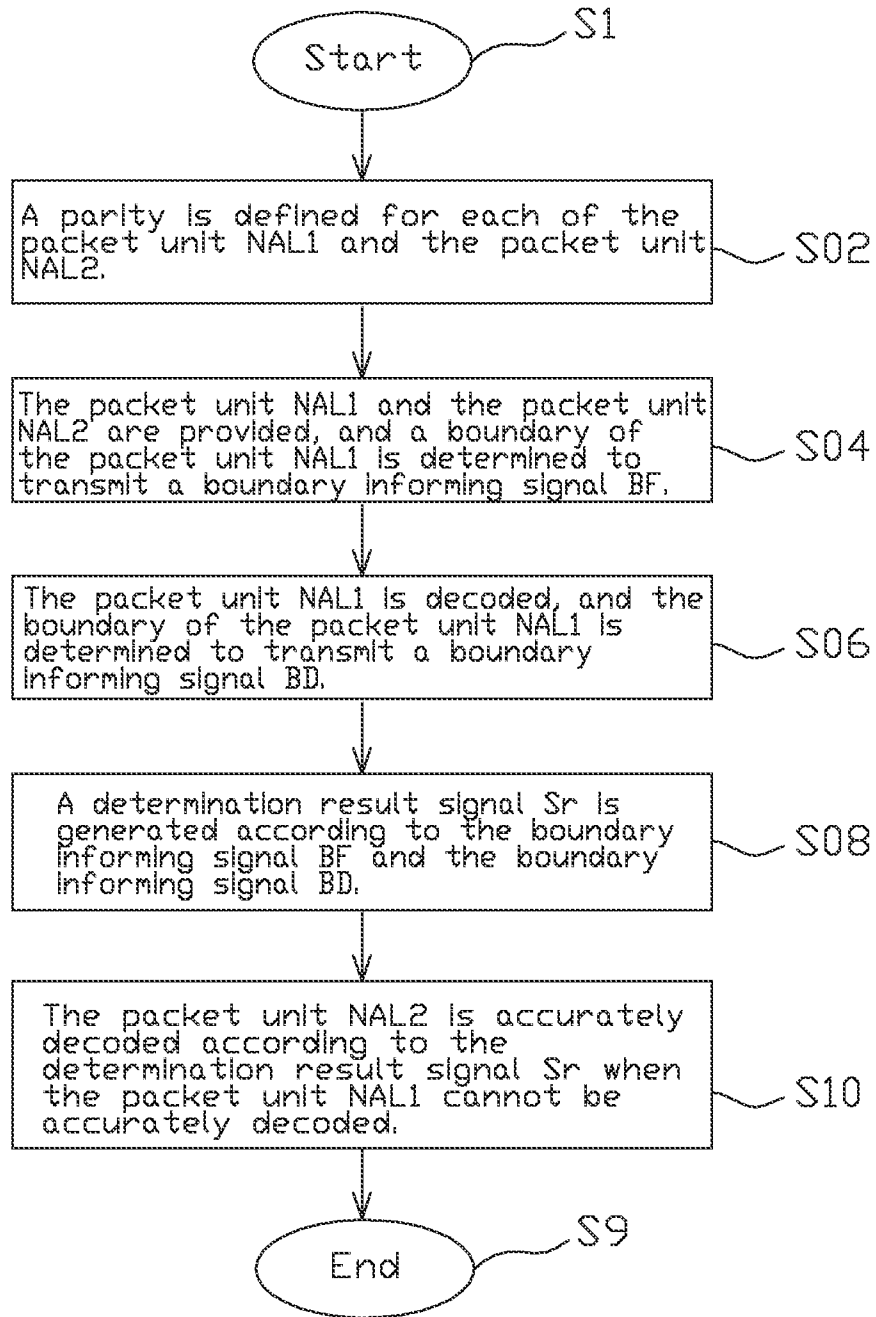 Start
S1
A parity is defined for each of the
packet unit NAL1 and the packet unit
NAL2.
S02
The packet unit NAL1 and the packet unit
NAL2 are provided, and a boundary of
the packet unit NAL1 is determined to
transmit a boundary informing signal BF.
S04
The packet unit NAL1 is decoded, and the
boundary of the packet unit NAL1 is
determined to transmit a boundary
informing signal BD.
S06
A determination result signal Sr is
generated according to the boundary
informing signal BF and the boundary
informing signal BD.
S08
The packet unit NAL2 is accurately
decoded according to the
determination result signal Sr when
the packet unit NAL1 cannot be
accurately decoded.
S10
End
S9